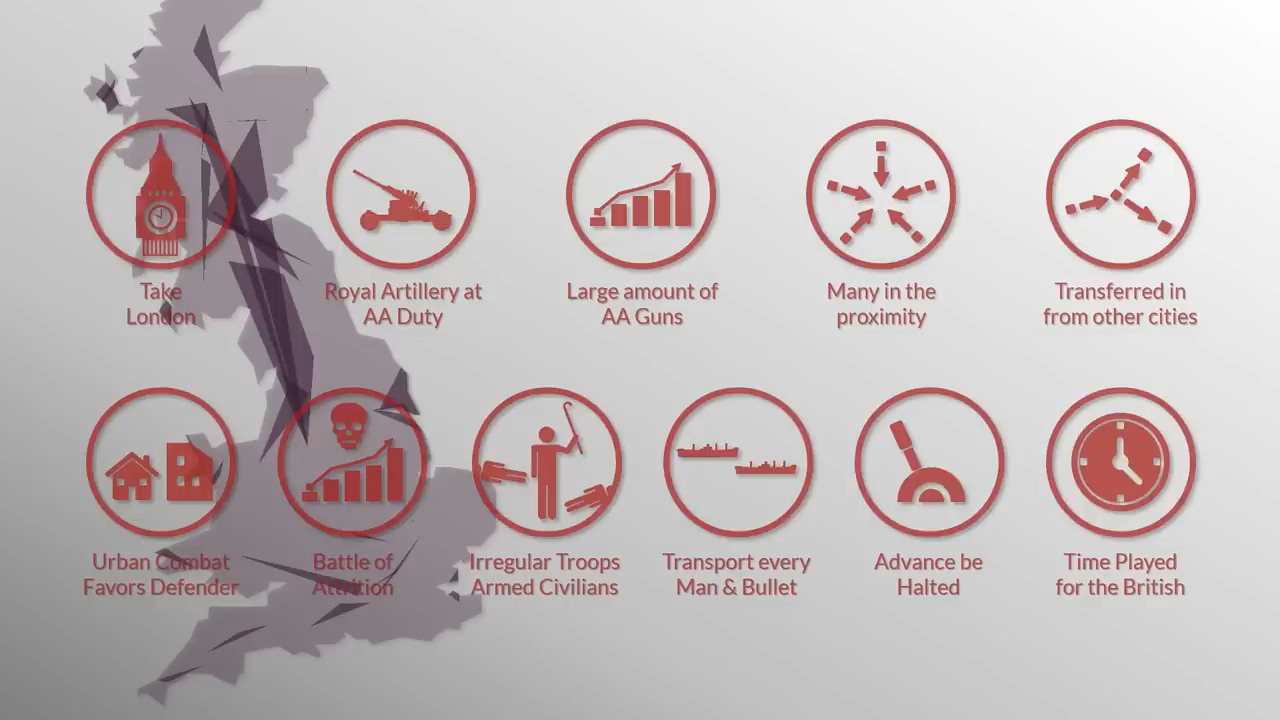 Take
London
Royal Artillery at
AA Duty
Large amount of
AA Guns
Many in the
proximity
Transferred in
from other cities
Urban Combat
Favors Defender
Battle of
Attrition
Irregular Troops
Armed Civilians
Transport every
Man & Bullet
Advance be
Halted
Time Played
for the British